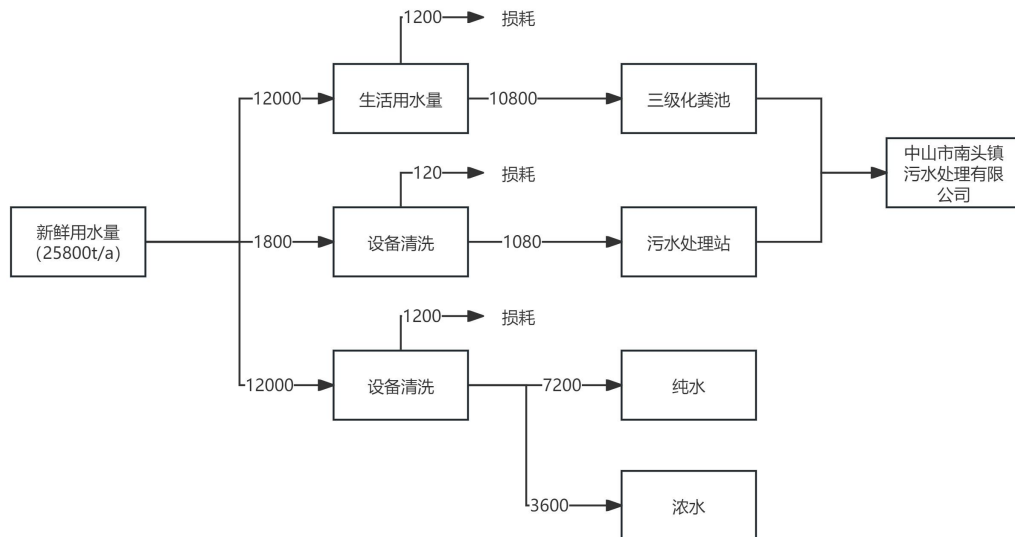 1200
损耗
12000
生活用水量
10800
三级化粪池
中山市南头镇
污水处理有限
公司
120
损耗
新鲜用水量
(25800t/a)
1800
设备清洗
1080
污水处理站
1200
损耗
12000
设备清洗
7200
纯水
3600
浓水